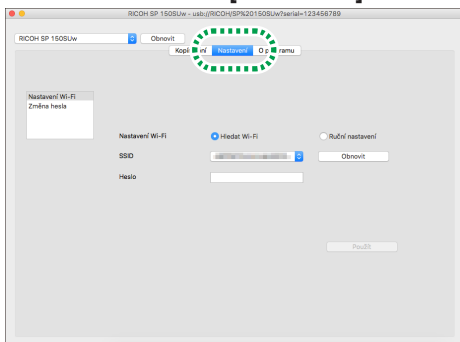 RICOH SP 150SUw - usb://RICOH/SP%20150SUw?serial=123456789
RICOH SP 150SUw Obnovit
Nastavení
Nastavení Wi-Fi
Změna hesla
Nastavení Wi-Fi Hledat Wi-Fi Ruční nastavení
SSID Obnovit
Heslo
Použít